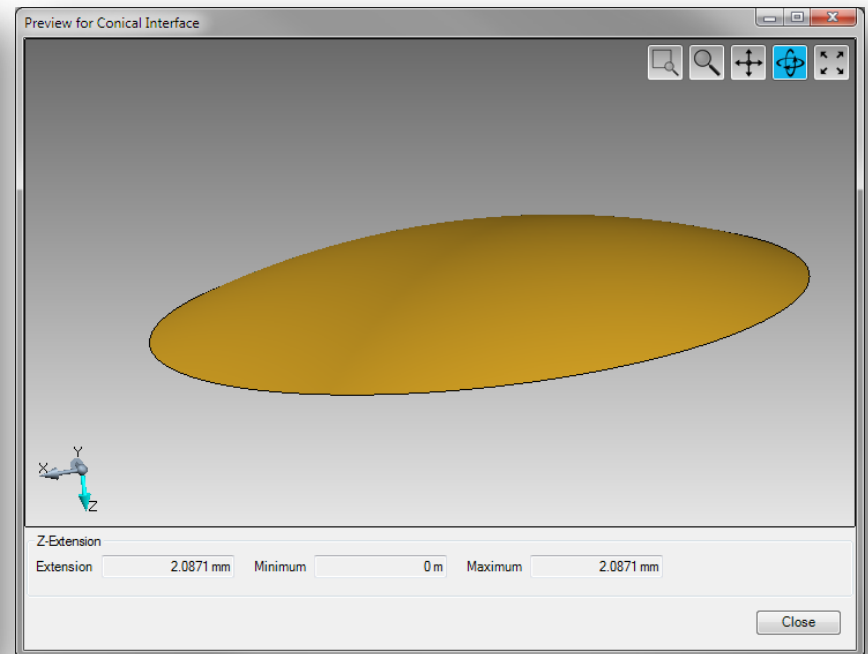 Preview for Conical Interface
Y
X
Z
Z-Extension
Extension 2.0871 mm Minimum 0 m Maximum 2.0871 mm
Close